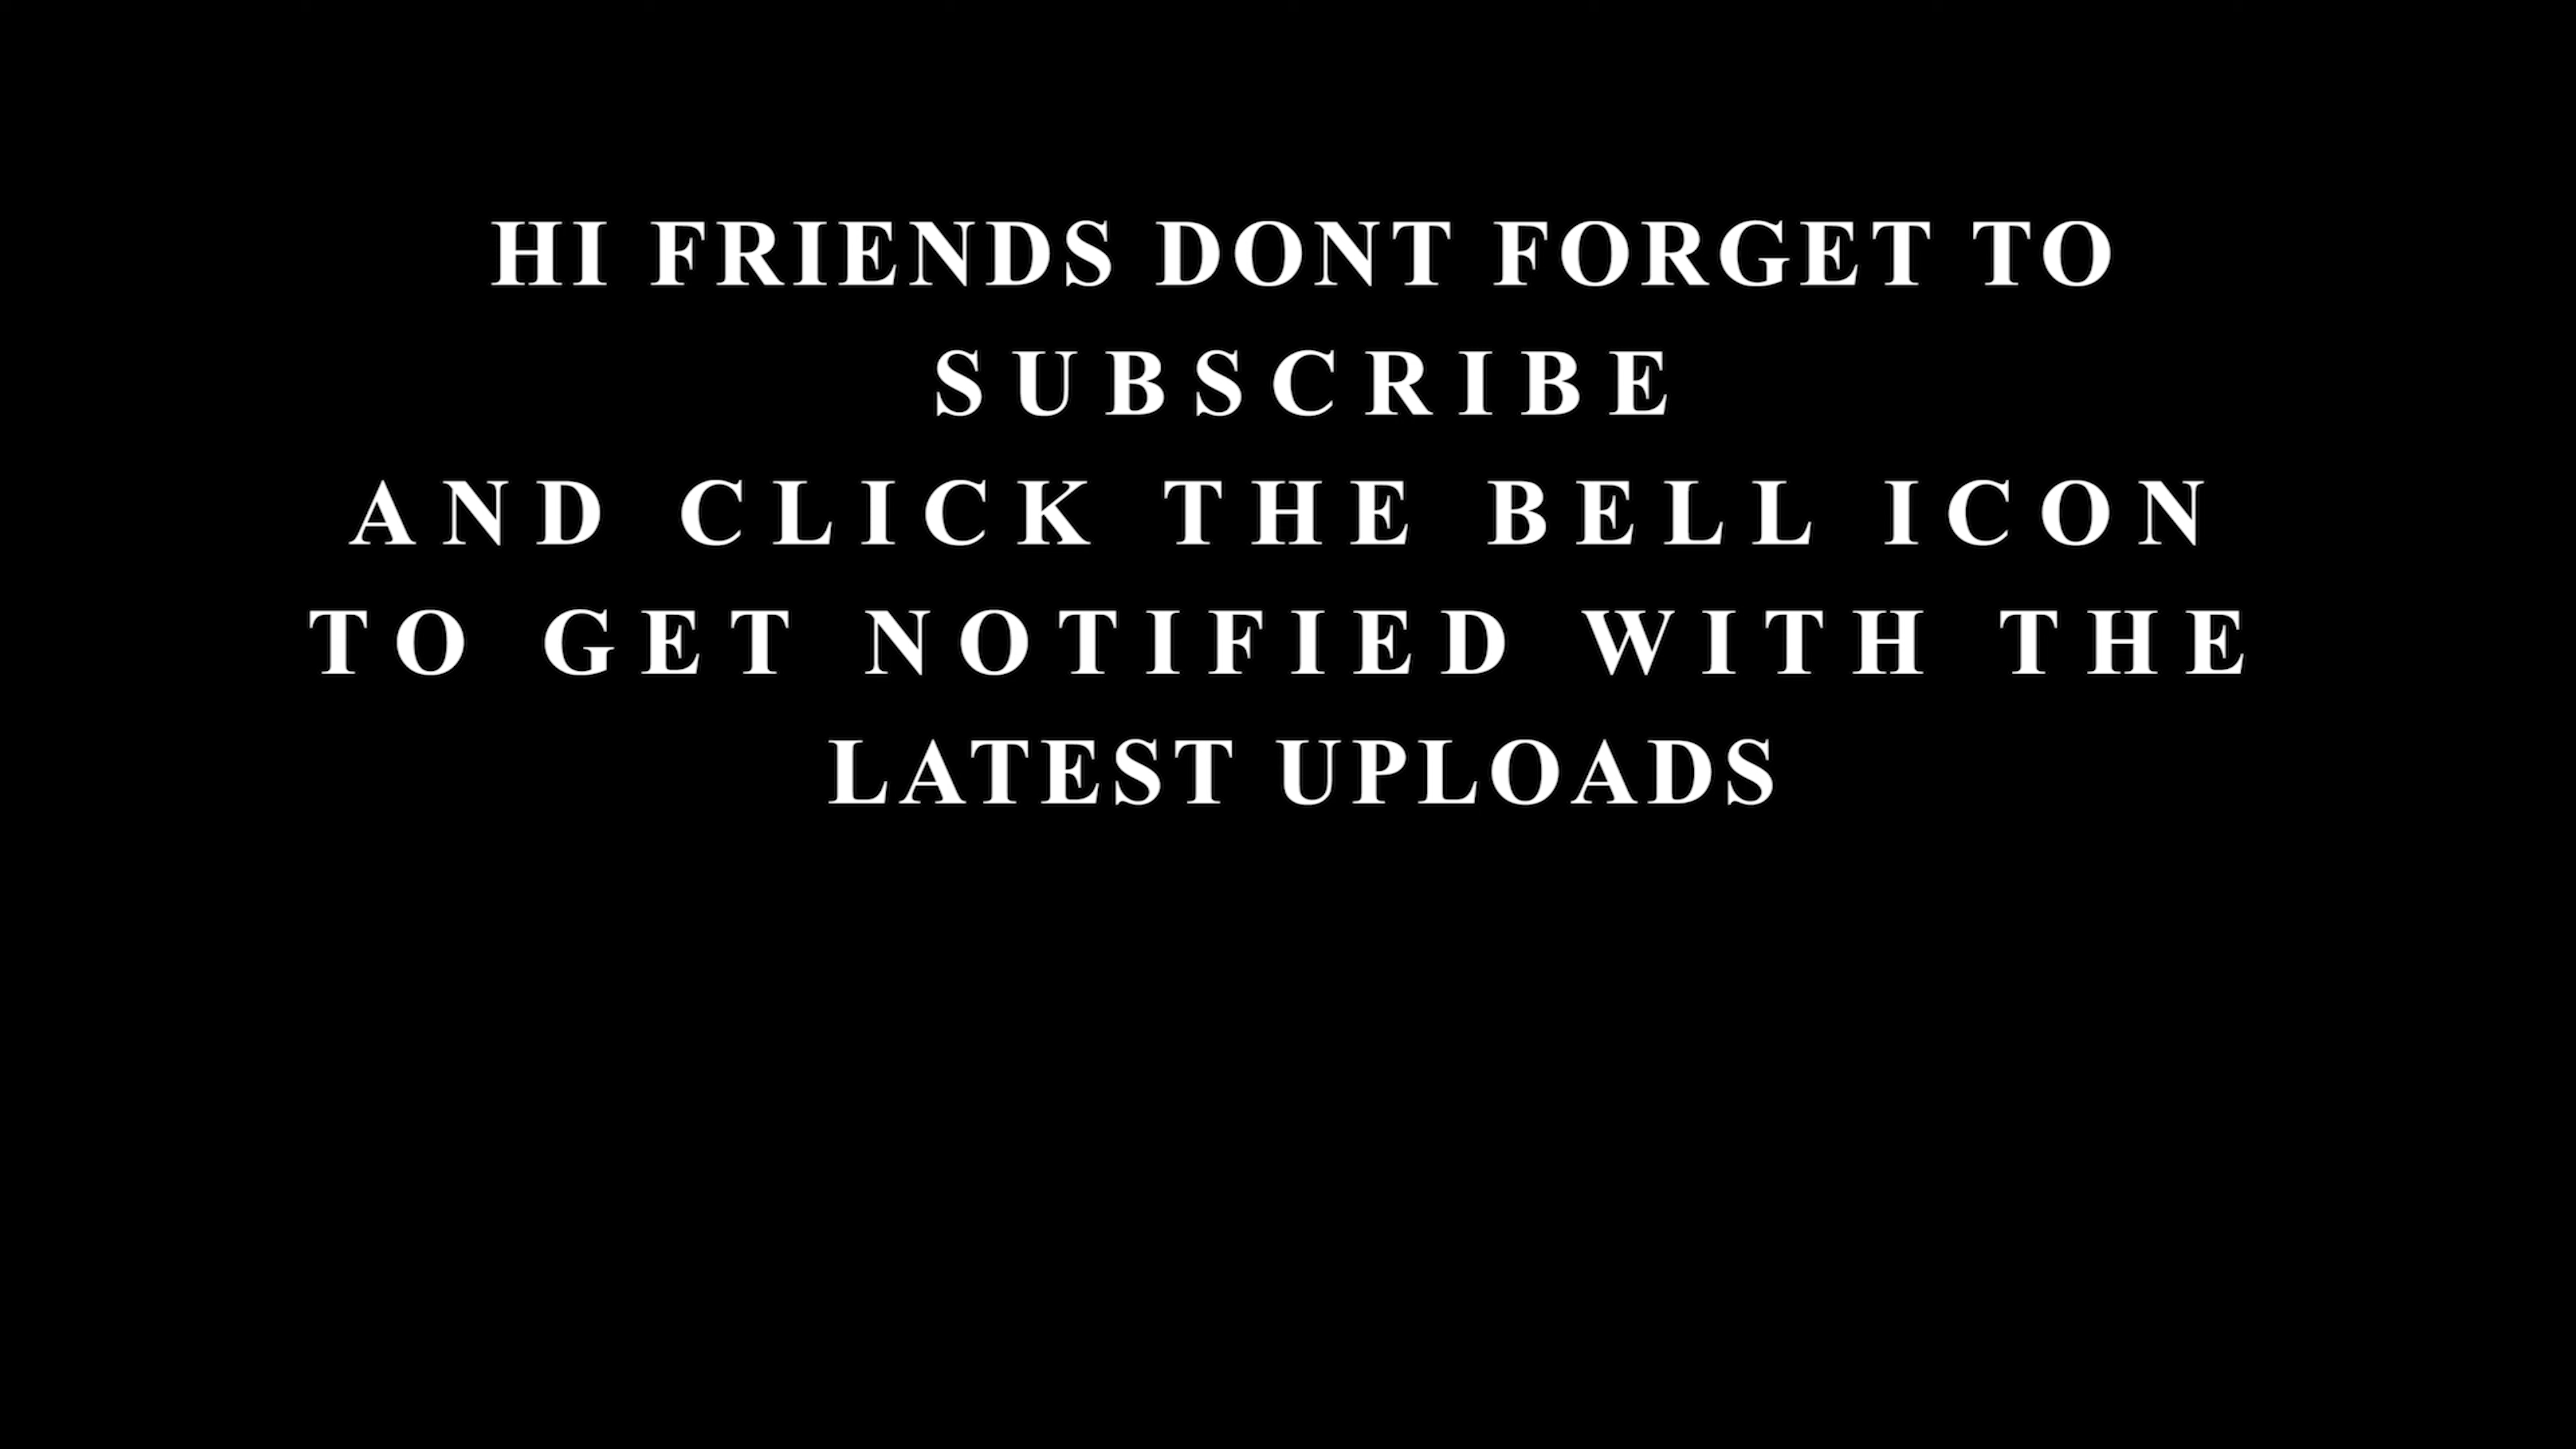 HI FRIENDS DONT FORGET TO
SUBSCRIBE
AND CLICK THE BELL ICON
TO GET NOTIFIED WITH THE
LATEST UPLOADS